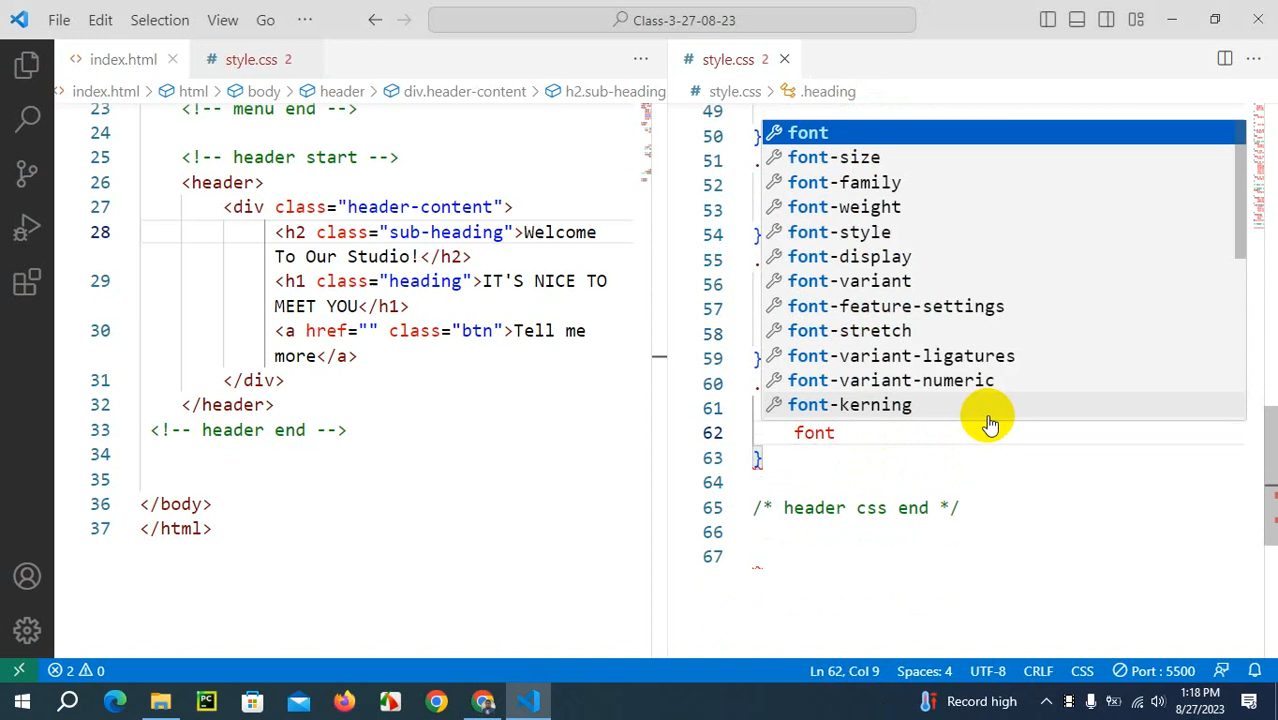 File Edit Selection View Go ··· Class-3-27-08-23
index.html # style.css 2 ···
index.html > html > body > header > div.header-content > h2.sub-heading
23 <!-- menu end -->
24
25 <!-- header start -->
26 <header>
27 <div class="header-content">
28 <h2 class="sub-heading">Welcome
To Our Studio!</h2>
29 <h1 class="heading">IT'S NICE TO
MEET YOU</h1>
30 <a href="" class="btn">Tell me
more</a>
31 </div>
32 </header>
33 <!-- header end -->
34
35
36 </body>
37 </html>
# style.css 2 ···
# style.css > .heading
49
50 }
51 .
52
53
54 }
55 .
56
57
58
59 }
60 .
61
62 font
63 }
64
65 /* header css end */
66
67
font
font-size
font-family
font-weight
font-style
font-display
font-variant
font-feature-settings
font-stretch
font-variant-ligatures
font-variant-numeric
font-kerning
2 0 Ln 62, Col 9 Spaces: 4 UTF-8 CRLF CSS Port : 5500
PC Record high 1:18 PM
8/27/2023